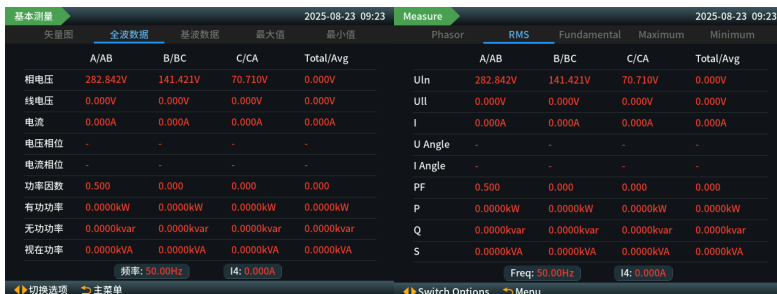 基本测量 2025-08-23 09:23
矢量图 全波数据 基波数据 最大值 最小值
A/AB B/BC C/CA Total/Avg
相电压 282.842V 141.421V 70.710V 0.000V
线电压 0.000V 0.000V 0.000V 0.000V
电流 0.000A 0.000A 0.000A 0.000A
电压相位 - - - -
电流相位 - - - -
功率因数 0.500 0.000 0.000 0.000
有功功率 0.0000kW 0.0000kW 0.0000kW 0.0000kW
无功功率 0.0000kvar 0.0000kvar 0.0000kvar 0.0000kvar
视在功率 0.0000kVA 0.0000kVA 0.0000kVA 0.0000kVA
频率: 50.00Hz I4: 0.000A
切换选项 主菜单
Measure 2025-08-23 09:23
Phasor RMS Fundamental Maximum Minimum
A/AB B/BC C/CA Total/Avg
Uln 282.842V 141.421V 70.710V 0.000V
Ull 0.000V 0.000V 0.000V 0.000V
I 0.000A 0.000A 0.000A 0.000A
U Angle - - - -
I Angle - - - -
PF 0.500 0.000 0.000 0.000
P 0.0000kW 0.0000kW 0.0000kW 0.0000kW
Q 0.0000kvar 0.0000kvar 0.0000kvar 0.0000kvar
S 0.0000kVA 0.0000kVA 0.0000kVA 0.0000kVA
Freq: 50.00Hz I4: 0.000A
Switch Options Menu